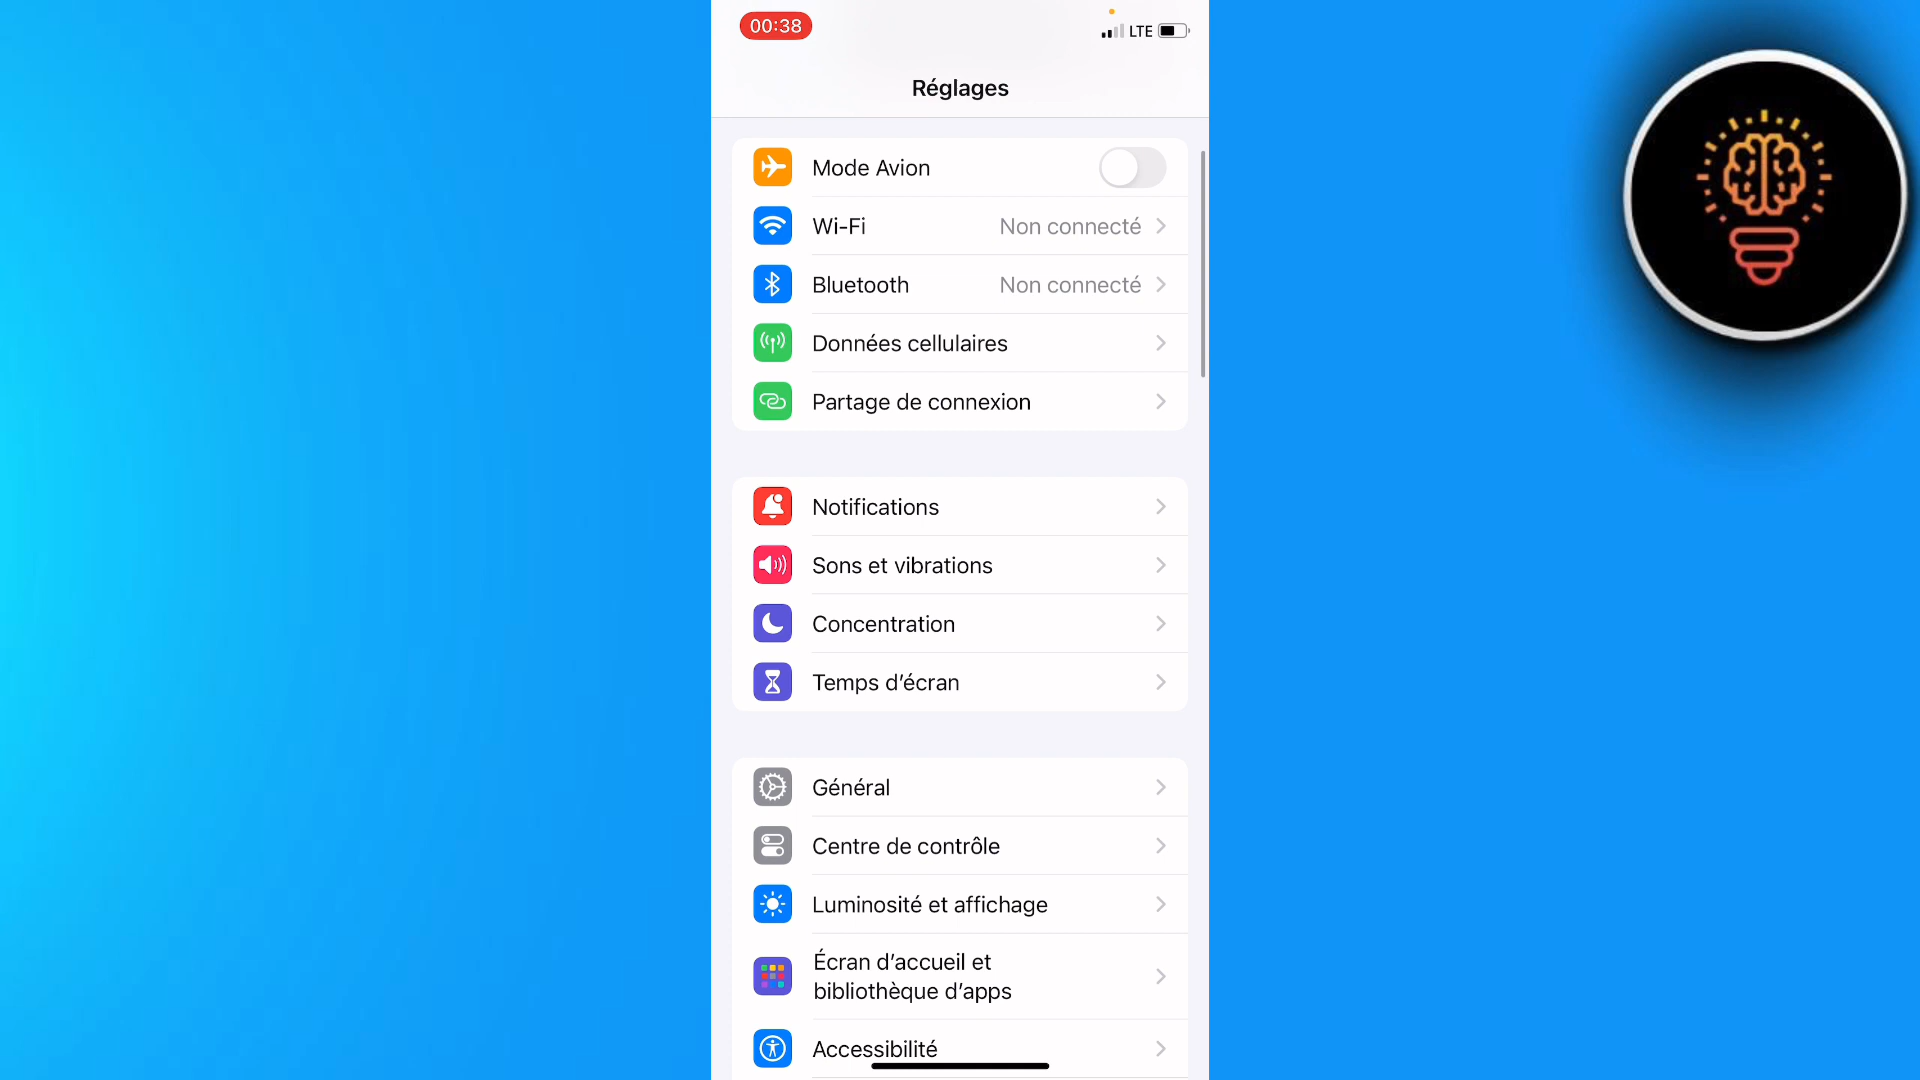 00:38
LTE
Réglages
Mode Avion
Wi-Fi Non connecté
Bluetooth Non connecté
Données cellulaires
Partage de connexion
Notifications
Sons et vibrations
Concentration
Temps d’écran
Général
Centre de contrôle
Luminosité et affichage
Écran d’accueil et
bibliothèque d’apps
Accessibilité